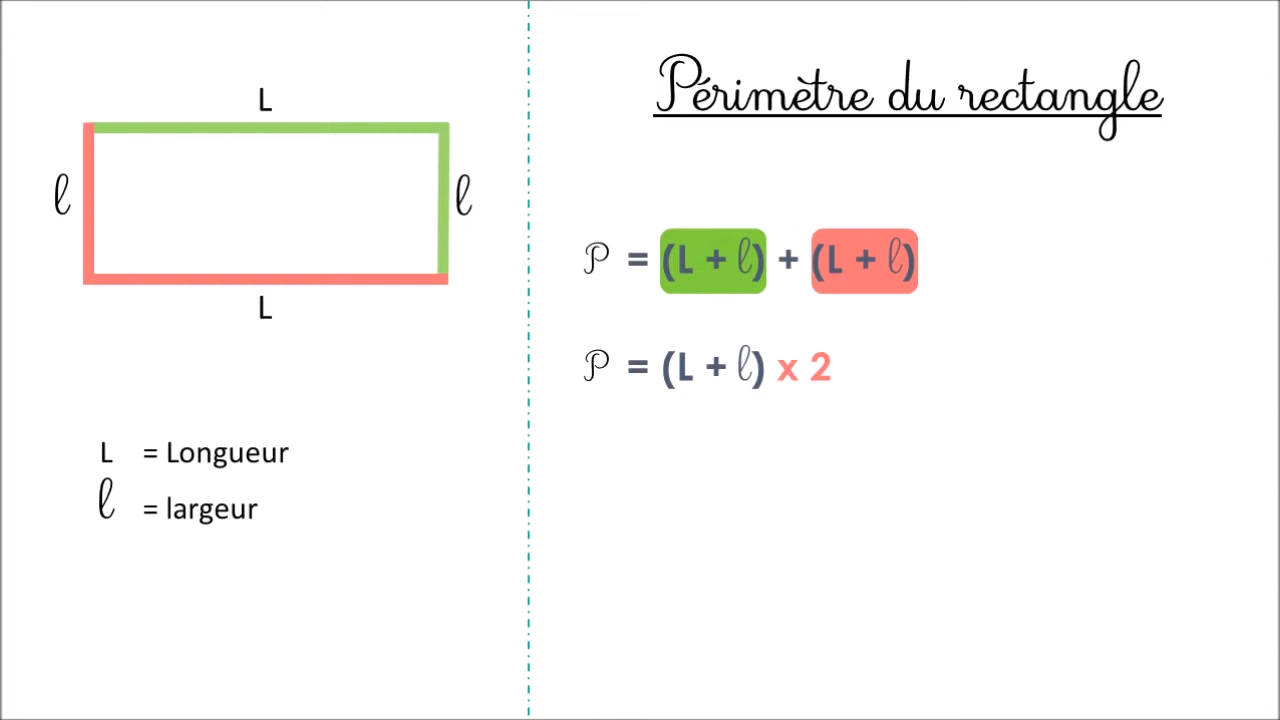 L
ℓ
ℓ
L
L = Longueur
ℓ = largeur
Périmètre du rectangle
P = (L + ℓ) + (L + ℓ)
P = (L + ℓ) x 2